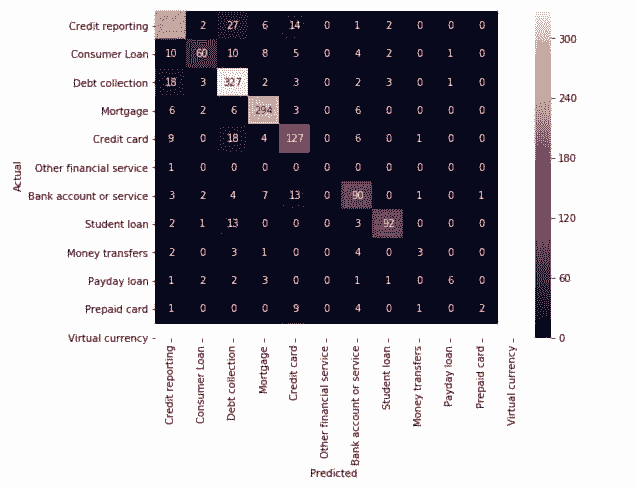 Credit reporting 2 27 6 14 0 1 2 0 0 0
Consumer Loan 10 60 10 8 5 0 4 2 0 1 0
Debt collection 18 3 327 2 3 0 2 3 0 1 0
Mortgage 6 2 6 294 3 0 6 0 0 0 0
Credit card 9 0 18 4 127 0 6 0 1 0 0
Other financial service 1 0 0 0 0 0 0 0 0 0 0
Bank account or service 3 2 4 7 13 0 90 0 1 0 1
Student loan 2 1 13 0 0 0 3 92 0 0 0
Money transfers 2 0 3 1 0 0 4 0 3 0 0
Payday loan 1 2 2 3 0 0 1 1 0 6 0
Prepaid card 1 0 0 0 9 0 4 0 1 0 2
Virtual currency
Actual
Credit reporting
Consumer Loan
Debt collection
Mortgage
Credit card
Other financial service
Bank account or service
Student loan
Money transfers
Payday loan
Prepaid card
Virtual currency
Predicted
300
240
180
120
60
0